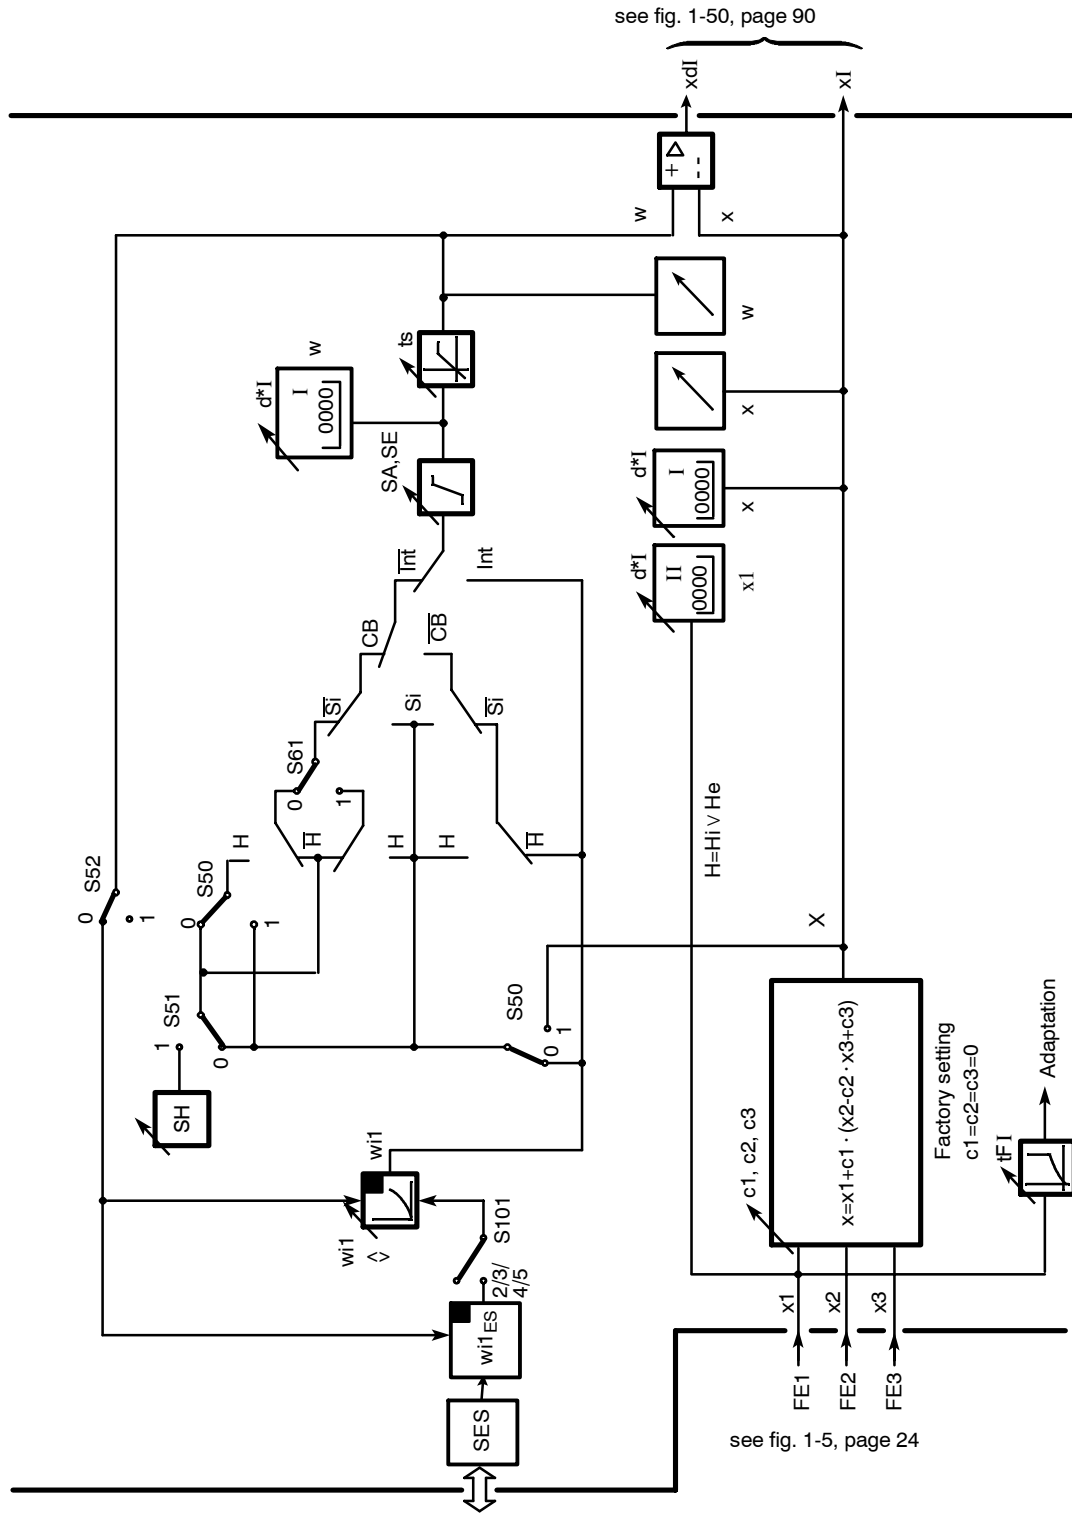 see fig. 1-50, page 90
xdI
xI
w
x
w
d*I
I
0000
ts
SA,SE
w
x
d*I
I
0000
x
d*I
II
0000
x1
Int
Int
CB
CB
Si
Si
Si
S61
0
1
H
H
H
H
H
S52
0
1
S50
0
1
S51
1
0
SH
S50
1
0
H=Hi ∨ He
X
wi1
wi1
<>
S101
2/3/
4/5
wi1ES
SES
c1, c2, c3
x=x1+c1 · (x2-c2 · x3+c3)
Factory setting
c1=c2=c3=0
Adaptation
tF I
x1
x2
x3
FE1
FE2
FE3
see fig. 1-5, page 24